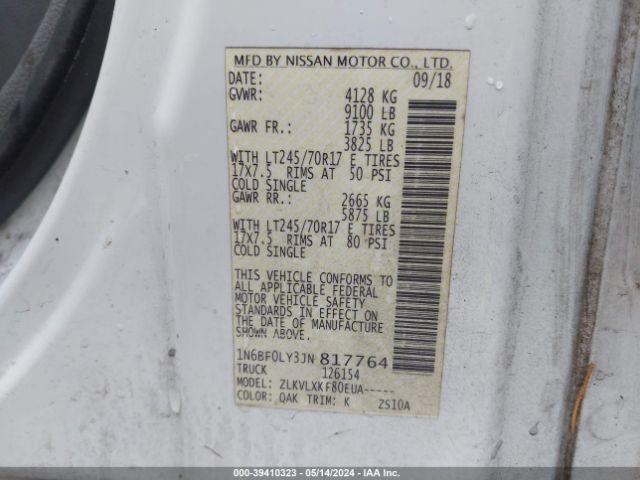 MFD BY NISSAN MOTOR CO., LTD.
DATE: 09/18
GVWR: 4128 KG
9100 LB
GAWR FR.: 1735 KG
3825 LB
WITH LT245/70R17 E TIRES
17X7.5 RIMS AT 50 PSI
COLD SINGLE
GAWR RR.: 2665 KG
5875 LB
WITH LT245/70R17 E TIRES
17X7.5 RIMS AT 80 PSI
COLD SINGLE
THIS VEHICLE CONFORMS TO
ALL APPLICABLE FEDERAL
MOTOR VEHICLE SAFETY
STANDARDS IN EFFECT ON
THE DATE OF MANUFACTURE
SHOWN ABOVE.
1N6BF0LY3JN817764
TRUCK 126154
MODEL: ZLKVLXKF80EUA-----
COLOR: QAK TRIM: K ZSI0A
000-39410323 - 05/14/2024 - IAA Inc.